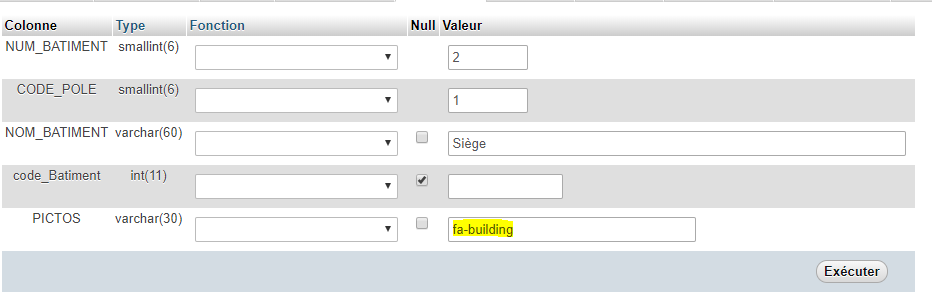 Colonne Type Fonction Null Valeur
NUM_BATIMENT smallint(6) 2
CODE_POLE smallint(6) 1
NOM_BATIMENT varchar(60) Siège
code_Batiment int(11)
PICTOS varchar(30) fa-building
Exécuter